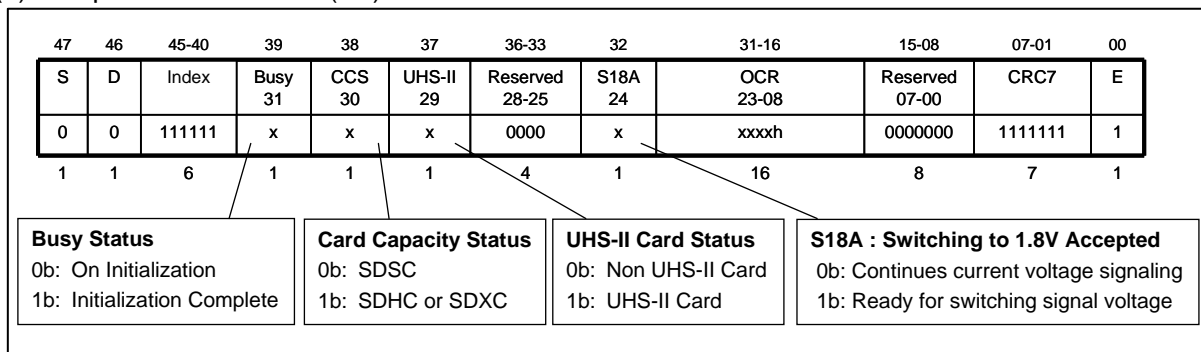 47 46 45-40 39 38 37 36-33 32 31-16 15-08 07-01 00
S D Index Busy 31 CCS 30 UHS-II 29 Reserved 28-25 S18A 24 OCR 23-08 Reserved 07-00 CRC7 E
0 0 111111 x x x 0000 x xxxxh 0000000 1111111 1
1 1 6 1 1 1 4 1 16 8 7 1
Busy Status
0b: On Initialization
1b: Initialization Complete
Card Capacity Status
0b: SDSC
1b: SDHC or SDXC
UHS-II Card Status
0b: Non UHS-II Card
1b: UHS-II Card
S18A : Switching to 1.8V Accepted
0b: Continues current voltage signaling
1b: Ready for switching signal voltage